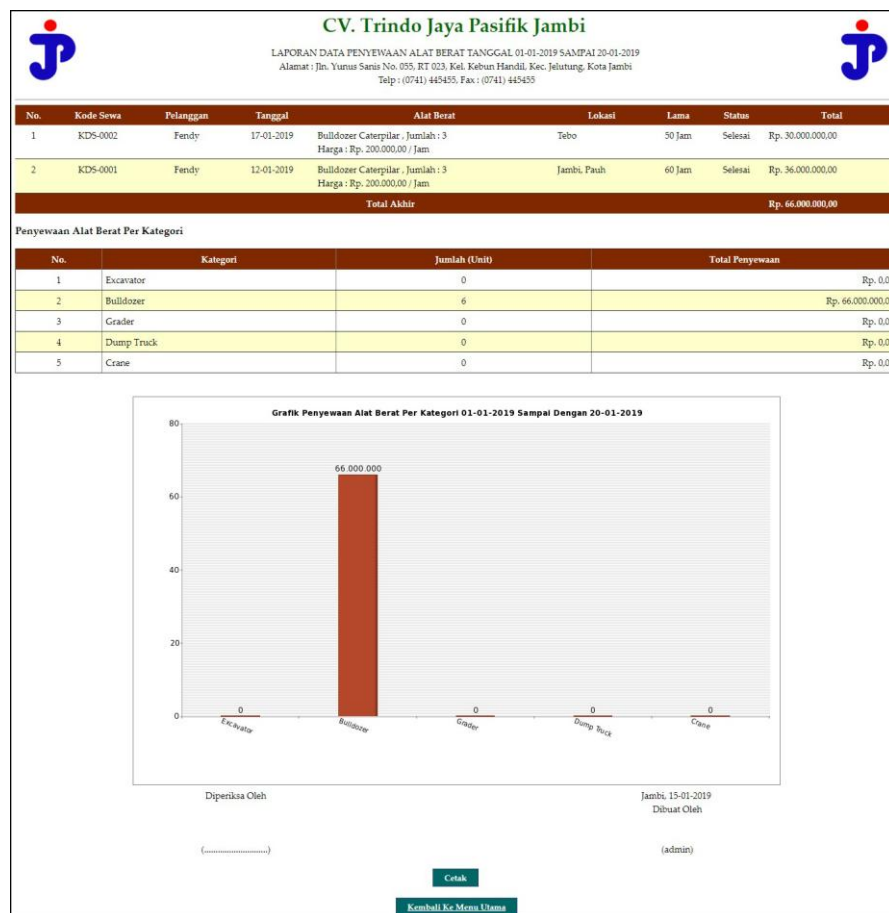 CV. Trindo Jaya Pasifik Jambi
LAPORAN DATA PENYEWAAN ALAT BERAT TANGGAL 01-01-2019 SAMPAI 20-01-2019
Alamat : Jln. Yunus Sanis No. 055, RT 023, Kel. Kebun Handil, Kec. Jelutung, Kota Jambi
Telp : (0741) 445455, Fax : (0741) 445455
No. Kode Sewa Pelanggan Tanggal Alat Berat Lokasi Lama Status Total
1 KDS-0002 Fendy 17-01-2019 Bulldozer Caterpilar , Jumlah : 3 Tebo 50 Jam Selesai Rp. 30.000.000,00
Harga : Rp. 200.000,00 / Jam
2 KDS-0001 Fendy 12-01-2019 Bulldozer Caterpilar , Jumlah : 3 Jambi, Pauh 60 Jam Selesai Rp. 36.000.000,00
Harga : Rp. 200.000,00 / Jam
Total Akhir Rp. 66.000.000,00
Penyewaan Alat Berat Per Kategori
No. Kategori Jumlah (Unit) Total Penyewaan
1 Excavator 0 Rp. 0,0
2 Bulldozer 6 Rp. 66.000.000,0
3 Grader 0 Rp. 0,0
4 Dump Truck 0 Rp. 0,0
5 Crane 0 Rp. 0,0
Grafik Penyewaan Alat Berat Per Kategori 01-01-2019 Sampai Dengan 20-01-2019
80
66.000.000
60
40
20
0
0 0 0 0
Excavator Bulldozer Grader Dump Truck Crane
Diperiksa Oleh Jambi, 15-01-2019
Dibuat Oleh
(...........................) (admin)
Cetak
Kembali Ke Menu Utama